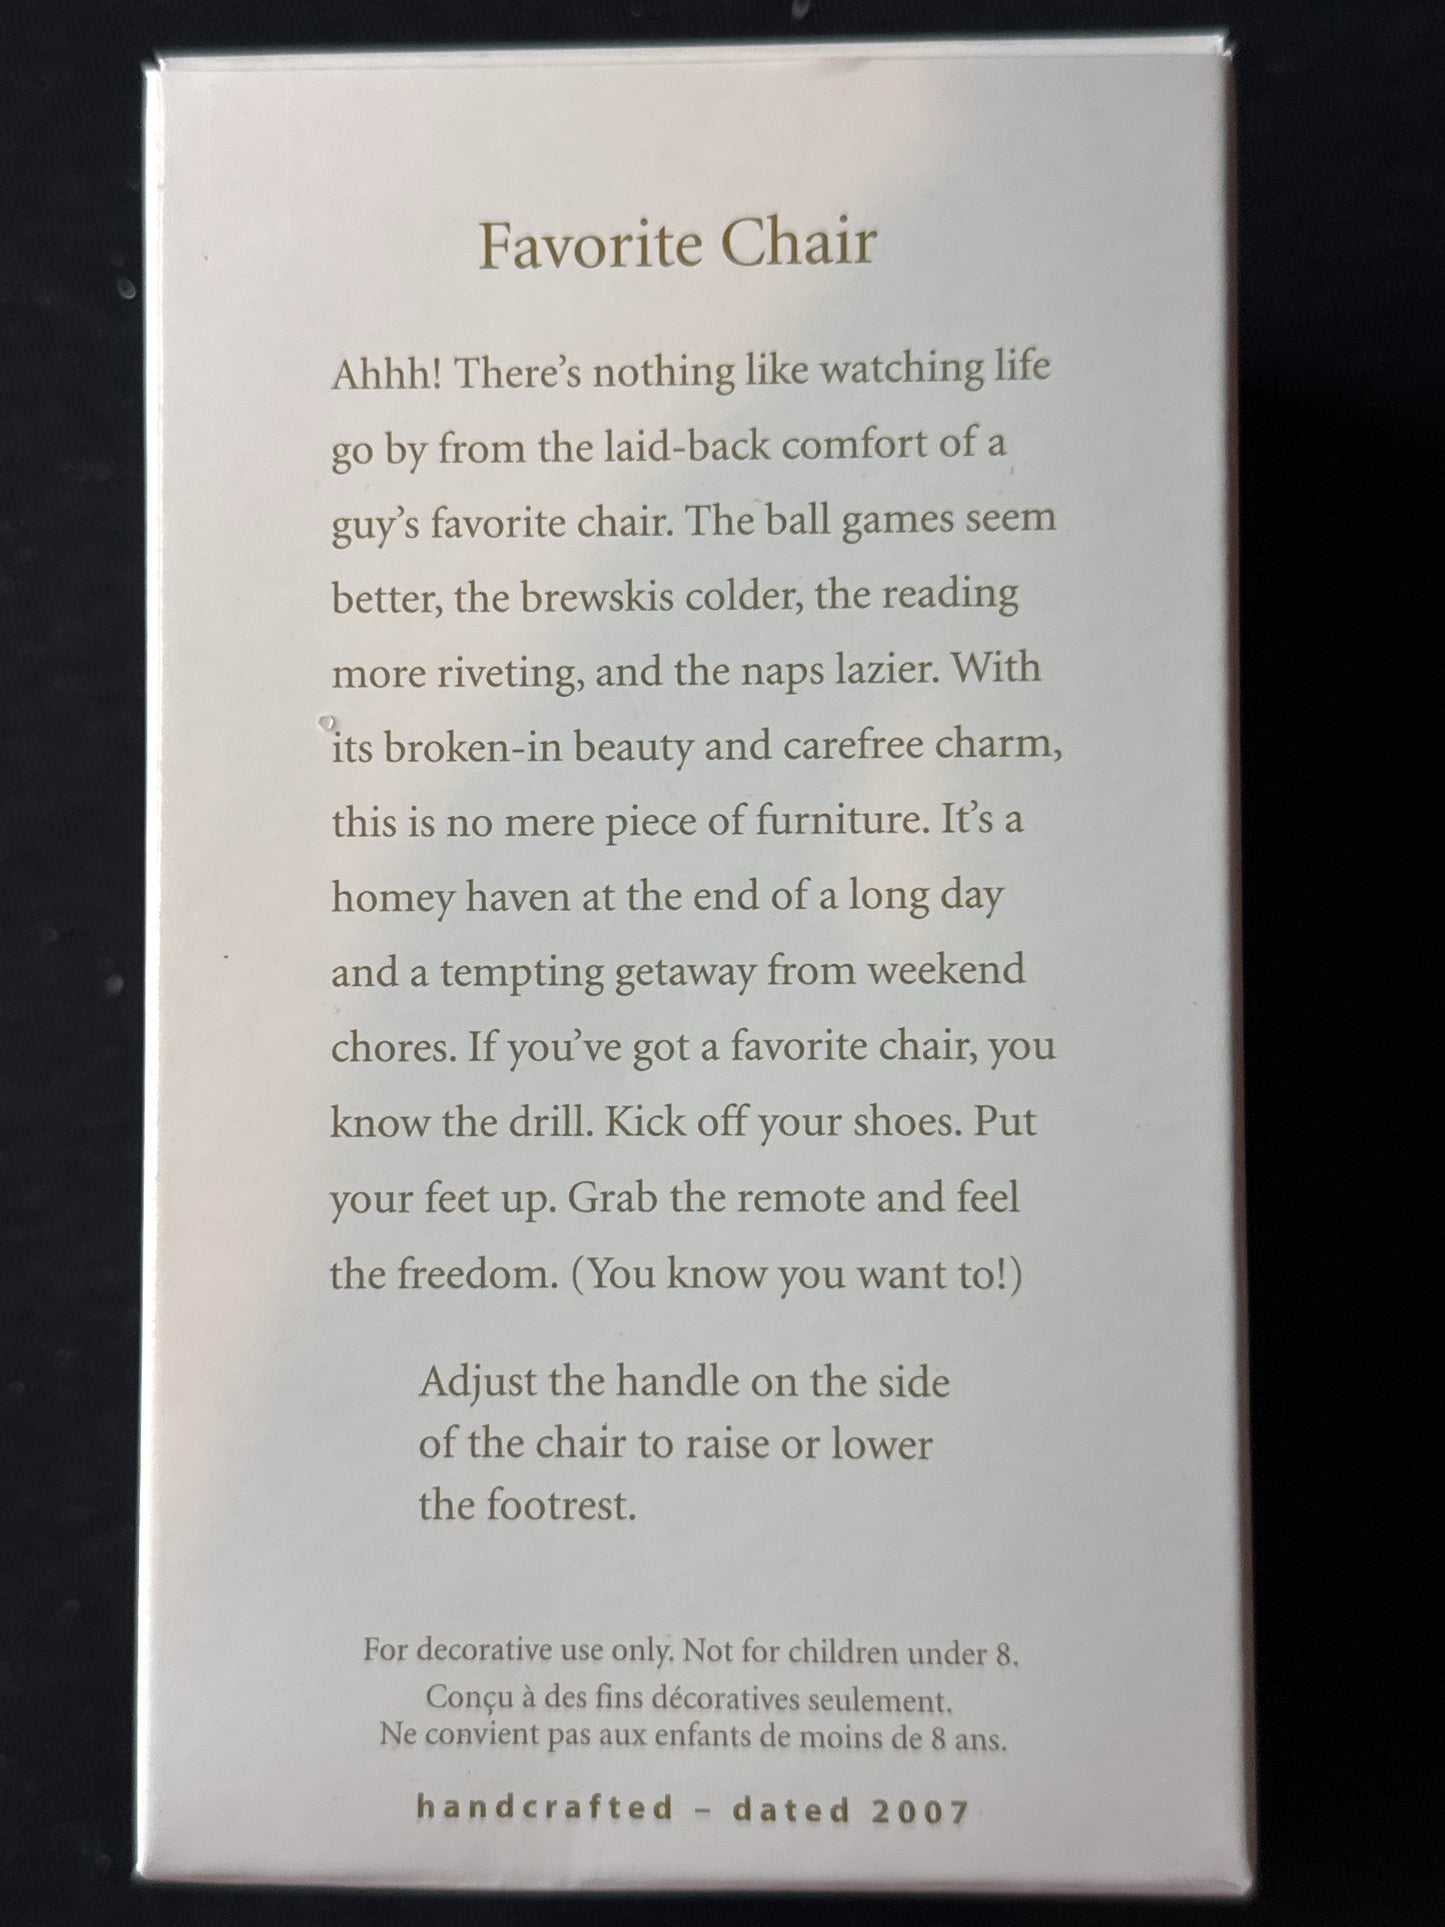 Favorite Chair
Ahhh! There’s nothing like watching life
go by from the laid-back comfort of a
guy’s favorite chair. The ball games seem
better, the brewskis colder, the reading
more riveting, and the naps lazier. With
its broken-in beauty and carefree charm,
this is no mere piece of furniture. It’s a
homey haven at the end of a long day
and a tempting getaway from weekend
chores. If you’ve got a favorite chair, you
know the drill. Kick off your shoes. Put
your feet up. Grab the remote and feel
the freedom. (You know you want to!)
Adjust the handle on the side
of the chair to raise or lower
the footrest.
For decorative use only. Not for children under 8.
Conçu à des fins décoratives seulement.
Ne convient pas aux enfants de moins de 8 ans.
handcrafted – dated 2007